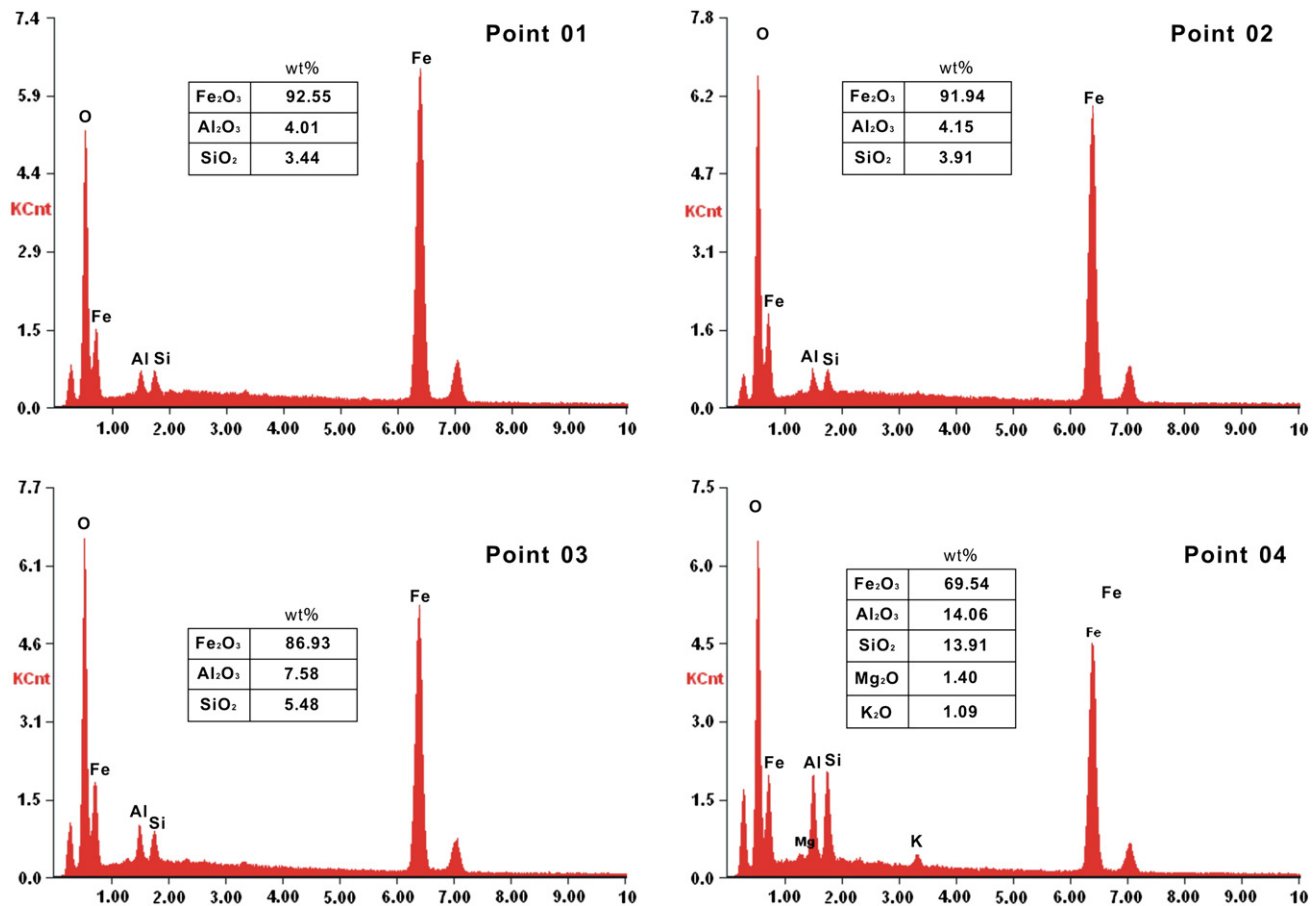 7.4
Point 01
Fe
wt%
5.9
Fe₂O₃ 92.55
O
Al₂O₃ 4.01
SiO₂ 3.44
4.4
KCnt
2.9
1.5
Fe
Al Si
0.0
1.00 2.00 3.00 4.00 5.00 6.00 7.00 8.00 9.00 10
7.8
O
Point 02
wt%
6.2
Fe₂O₃ 91.94
Fe
Al₂O₃ 4.15
SiO₂ 3.91
4.7
KCnt
3.1
Fe
1.6
Al Si
0.0
1.00 2.00 3.00 4.00 5.00 6.00 7.00 8.00 9.00 10
7.7
O
Point 03
6.1
Fe
wt%
4.6
Fe₂O₃ 86.93
Al₂O₃ 7.58
SiO₂ 5.48
KCnt
3.1
Fe
1.5
Al Si
0.0
1.00 2.00 3.00 4.00 5.00 6.00 7.00 8.00 9.00 10
7.5
O
Point 04
wt%
6.0
Fe₂O₃ 69.54
Fe
Al₂O₃ 14.06
Fe
4.5
SiO₂ 13.91
KCnt
Mg₂O 1.40
K₂O 1.09
3.0
Fe Al Si
1.5
Mg
K
0.0
1.00 2.00 3.00 4.00 5.00 6.00 7.00 8.00 9.00 10